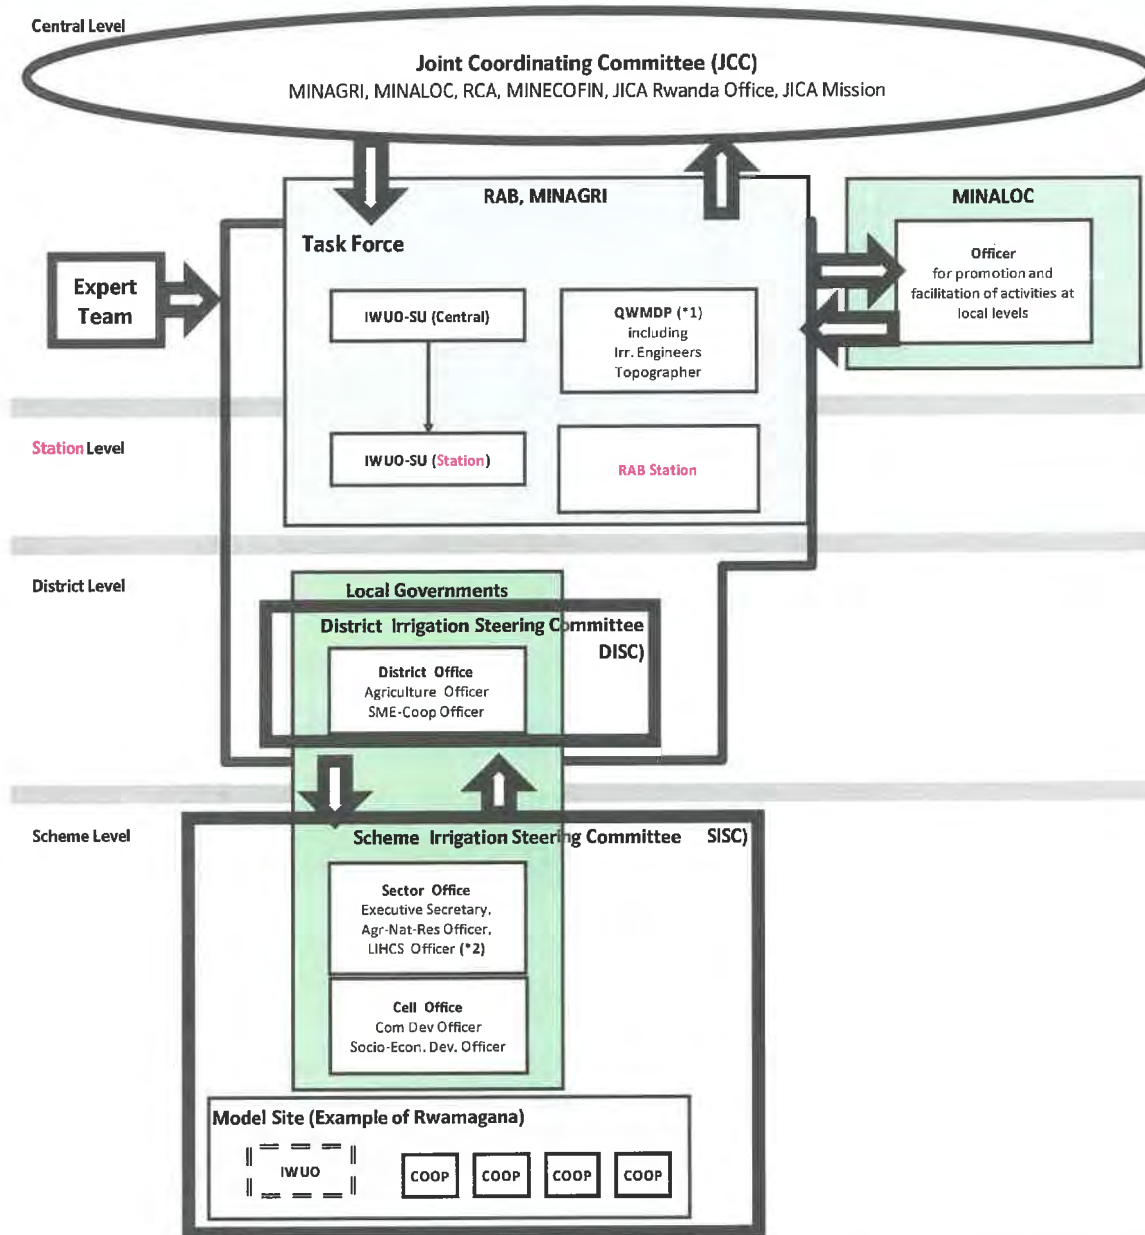 Central Level
Joint Coordinating Committee (JCC)
MINAGRI, MINALOC, RCA, MINECOFIN, JICA Rwanda Office, JICA Mission
RAB, MINAGRI
MINALOC
Task Force
Officer
for promotion and
facilitation of activities at
local levels
Expert
Team
IWUO-SU (Central)
QWMDP (*1)
including
Irr. Engineers
Topographer
Station Level
IWUO-SU (Station)
RAB Station
District Level
Local Governments
District Irrigation Steering Committee
DISC)
District Office
Agriculture Officer
SME-Coop Officer
Scheme Level
Scheme Irrigation Steering Committee SISC)
Sector Office
Executive Secretary,
Agr-Nat-Res Officer,
LIHCS Officer (*2)
Cell Office
Com Dev Officer
Socio-Econ. Dev. Officer
Model Site (Example of Rwamagana)
IWUO
COOP
COOP
COOP
COOP